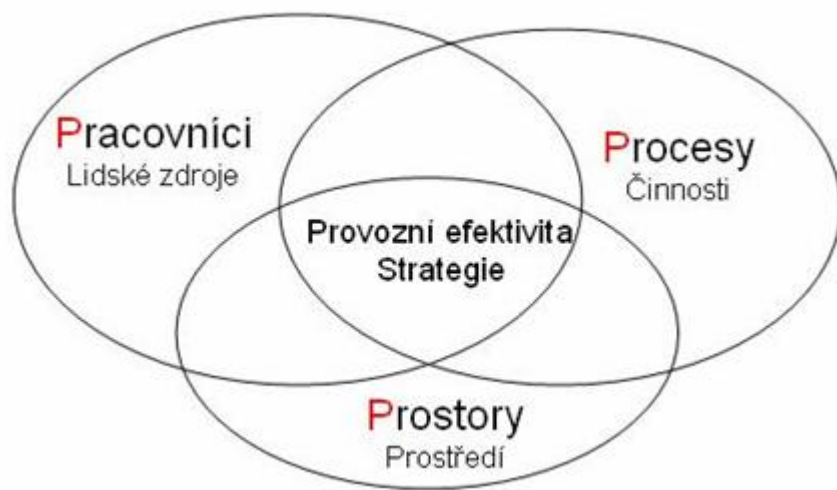 Pracovníci
Lidské zdroje
Procesy
Činnosti
Provozní efektivita
Strategie
Prostory
Prostředí